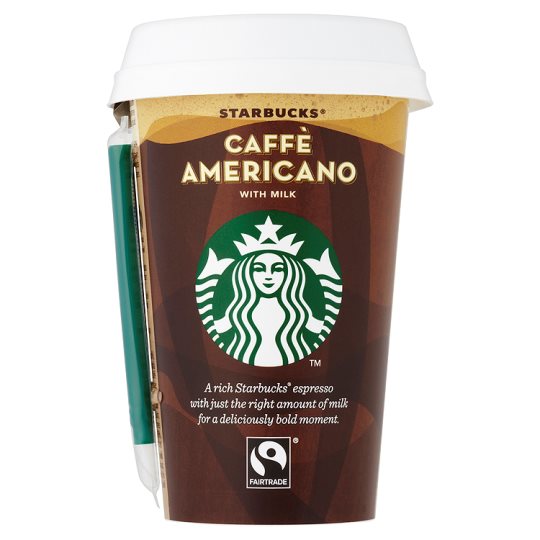 STARBUCKS®
CAFFÈ
AMERICANO
WITH MILK
TM
A rich Starbucks® espresso
with just the right amount of milk
for a deliciously bold moment.
®
FAIRTRADE